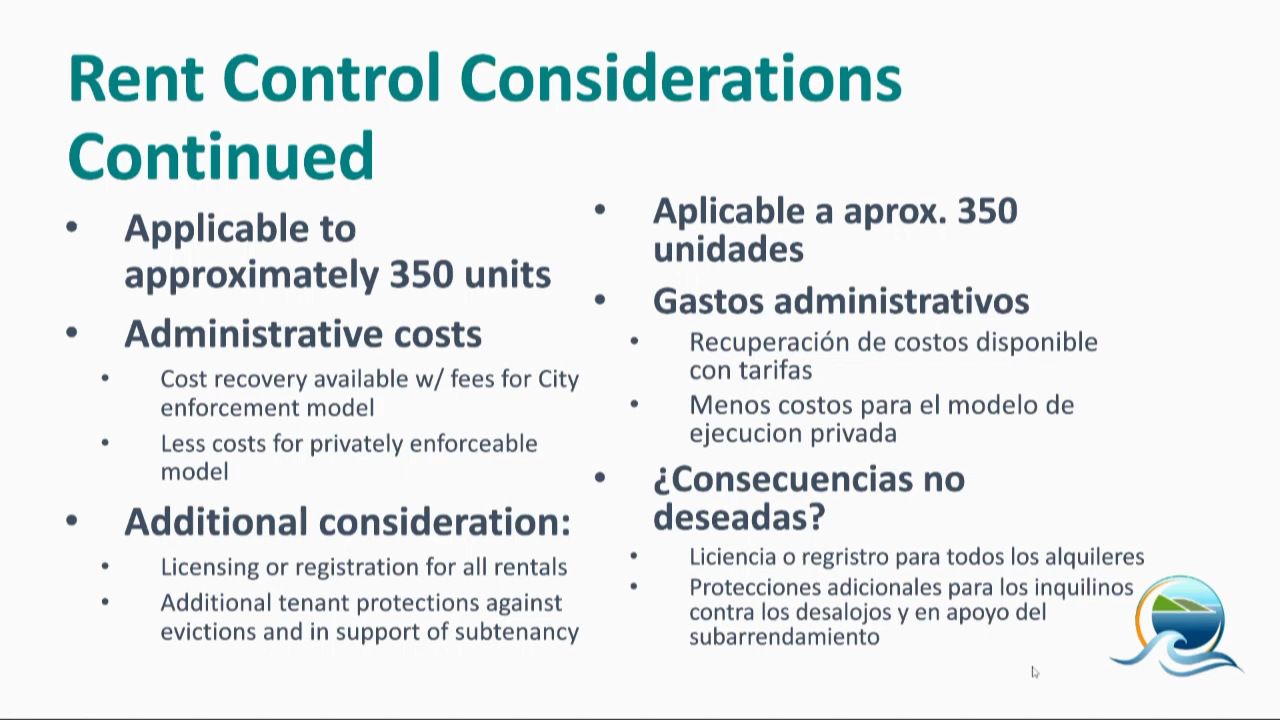 Rent Control Considerations
Continued
• Applicable to
approximately 350 units
• Administrative costs
• Cost recovery available w/ fees for City
enforcement model
• Less costs for privately enforceable
model
• Additional consideration:
• Licensing or registration for all rentals
• Additional tenant protections against
evictions and in support of subtenancy
• Aplicable a aprox. 350
unidades
• Gastos administrativos
• Recuperación de costos disponible
con tarifas
• Menos costos para el modelo de
ejecucion privada
• ¿Consecuencias no
deseadas?
• Liciencia o regristro para todos los alquileres
• Protecciones adicionales para los inquilinos
contra los desalojos y en apoyo del
subarrendamiento